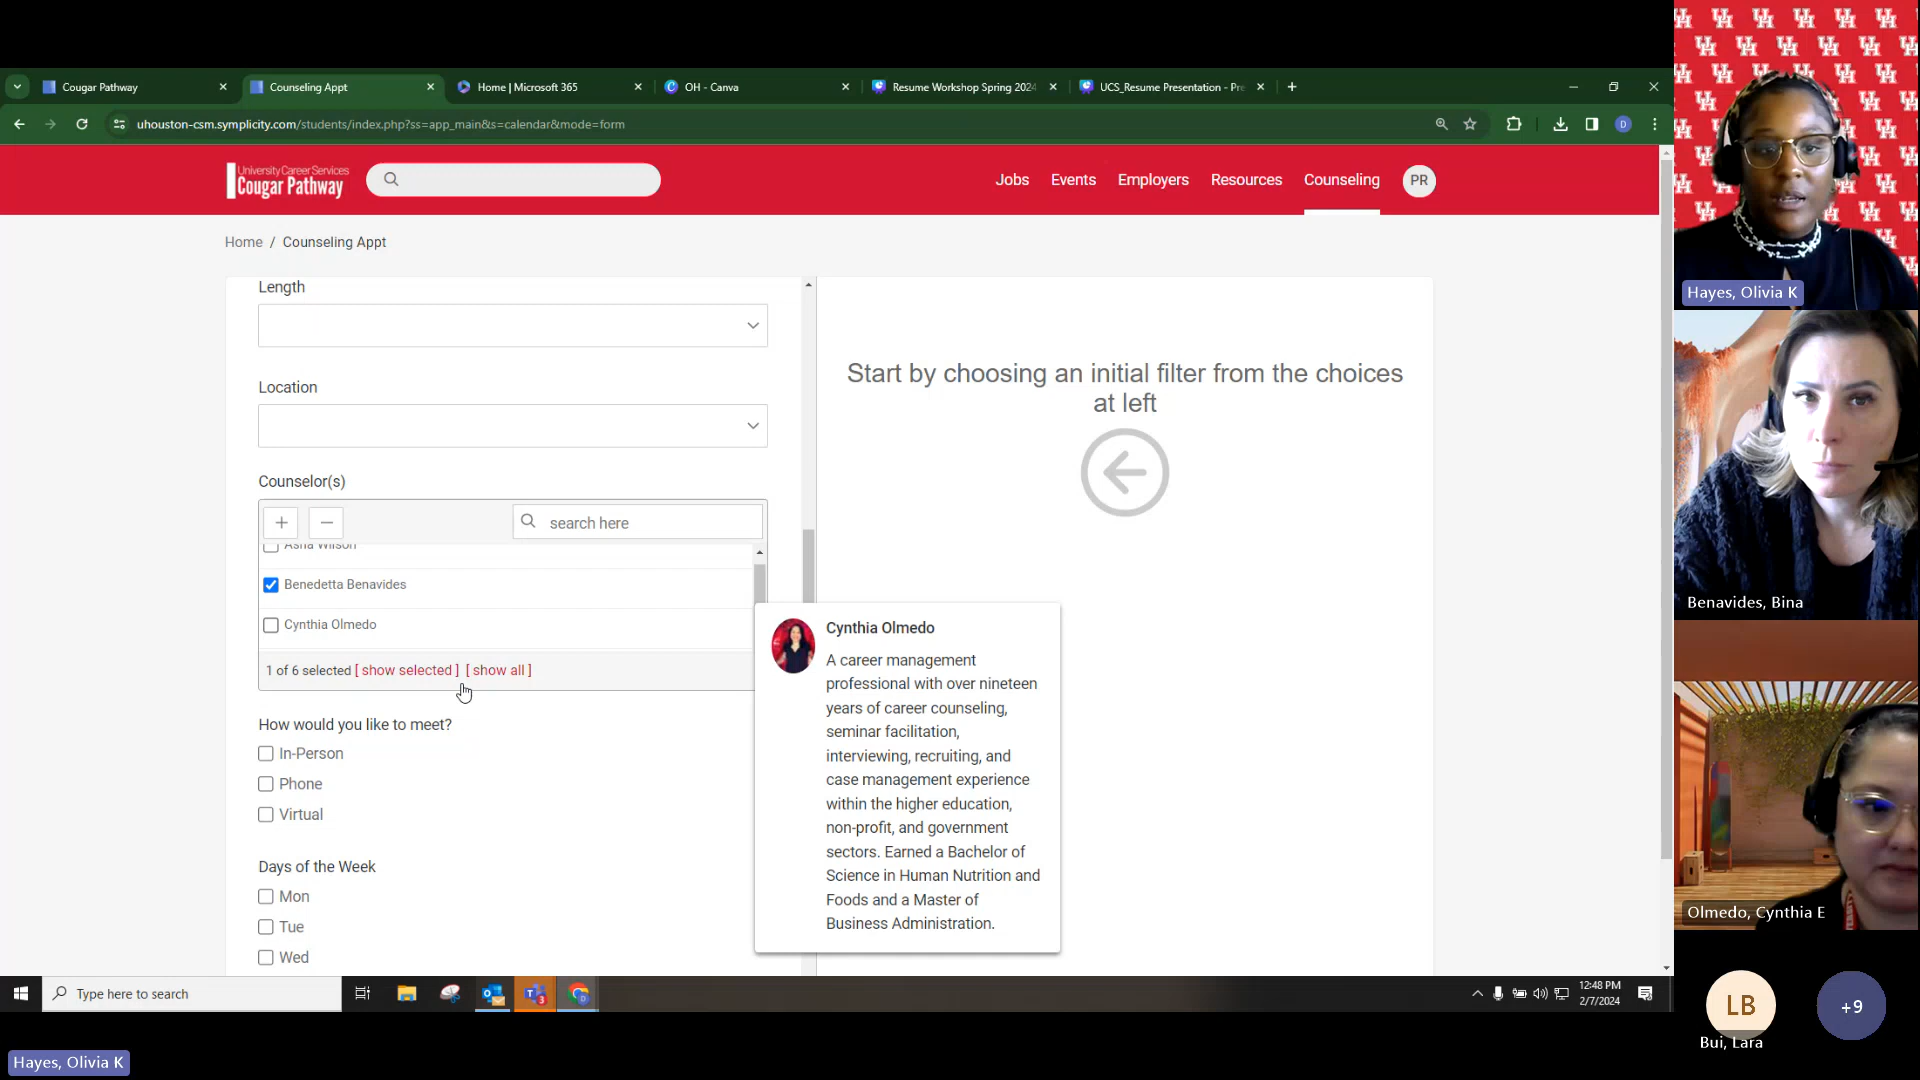 Cougar Pathway
Counseling Appt
Home | Microsoft 365
OH - Canva
Resume Workshop Spring 2024
UCS_Resume Presentation - Pre
uhouston-csm.symplicity.com/students/index.php?ss=app_main&s=calendar&mode=form
D
University Career Services
Cougar Pathway
Jobs
Events
Employers
Resources
Counseling
PR
Home / Counseling Appt
Length
Location
Counselor(s)
search here
Asha Wilson
Benedetta Benavides
Cynthia Olmedo
1 of 6 selected [ show selected ] [ show all ]
How would you like to meet?
In-Person
Phone
Virtual
Days of the Week
Mon
Tue
Wed
Start by choosing an initial filter from the choices
at left
Cynthia Olmedo
A career management
professional with over nineteen
years of career counseling,
seminar facilitation,
interviewing, recruiting, and
case management experience
within the higher education,
non-profit, and government
sectors. Earned a Bachelor of
Science in Human Nutrition and
Foods and a Master of
Business Administration.
Type here to search
3
12:48 PM
2/7/2024
Hayes, Olivia K
Benavides, Bina
Olmedo, Cynthia E
LB
Bui, Lara
+9
Hayes, Olivia K